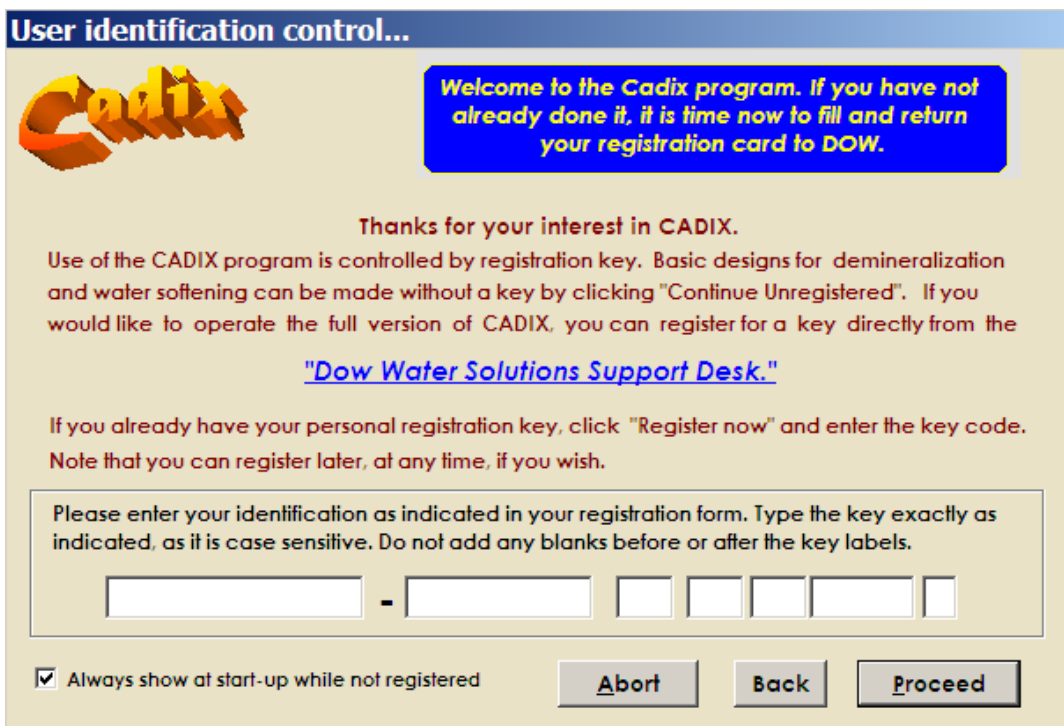 User identification control...
Cadix
Welcome to the Cadix program. If you have not
already done it, it is time now to fill and return
your registration card to DOW.
Thanks for your interest in CADIX.
Use of the CADIX program is controlled by registration key. Basic designs for demineralization
and water softening can be made without a key by clicking "Continue Unregistered". If you
would like to operate the full version of CADIX, you can register for a key directly from the
"Dow Water Solutions Support Desk."
If you already have your personal registration key, click "Register now" and enter the key code.
Note that you can register later, at any time, if you wish.
Please enter your identification as indicated in your registration form. Type the key exactly as
indicated, as it is case sensitive. Do not add any blanks before or after the key labels.
-
Always show at start-up while not registered
Abort
Back
Proceed